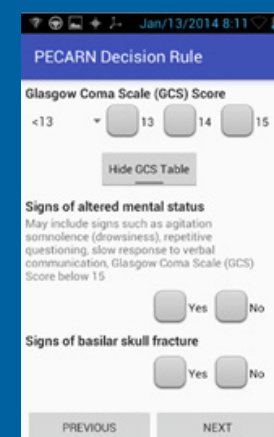 Jan/13/2014 8:11
PECARN Decision Rule
Glasgow Coma Scale (GCS) Score
<13 13 14 15
Hide GCS Table
Signs of altered mental status
May include signs such as agitation
somnolence (drowsiness), repetitive
questioning, slow response to verbal
communication, Glasgow Coma Scale (GCS)
Score below 15
Yes No
Signs of basilar skull fracture
Yes No
PREVIOUS NEXT